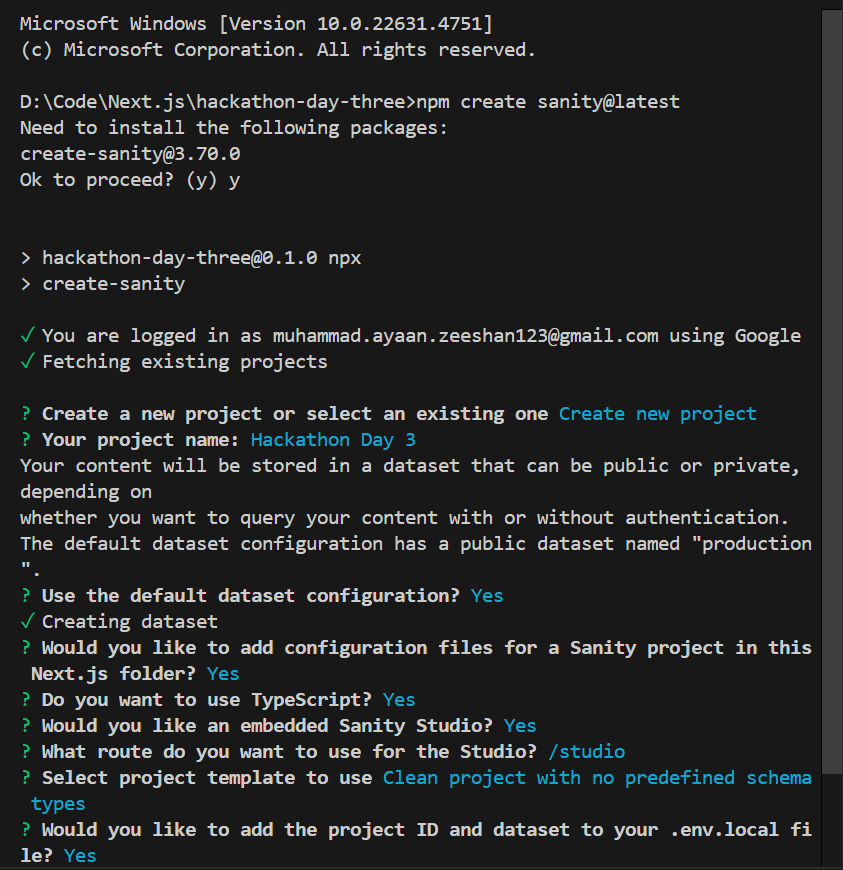 Microsoft Windows [Version 10.0.22631.4751]
(c) Microsoft Corporation. All rights reserved.
D:\Code\Next.js\hackathon-day-three>npm create sanity@latest
Need to install the following packages:
create-sanity@3.70.0
Ok to proceed? (y) y
> hackathon-day-three@0.1.0 npx
> create-sanity
✓ You are logged in as muhammad.ayaan.zeeshan123@gmail.com using Google
✓ Fetching existing projects
? Create a new project or select an existing one Create new project
? Your project name: Hackathon Day 3
Your content will be stored in a dataset that can be public or private,
depending on
whether you want to query your content with or without authentication.
The default dataset configuration has a public dataset named "production
".
? Use the default dataset configuration? Yes
✓ Creating dataset
? Would you like to add configuration files for a Sanity project in this
Next.js folder? Yes
? Do you want to use TypeScript? Yes
? Would you like an embedded Sanity Studio? Yes
? What route do you want to use for the Studio? /studio
? Select project template to use Clean project with no predefined schema
types
? Would you like to add the project ID and dataset to your .env.local fi
le? Yes